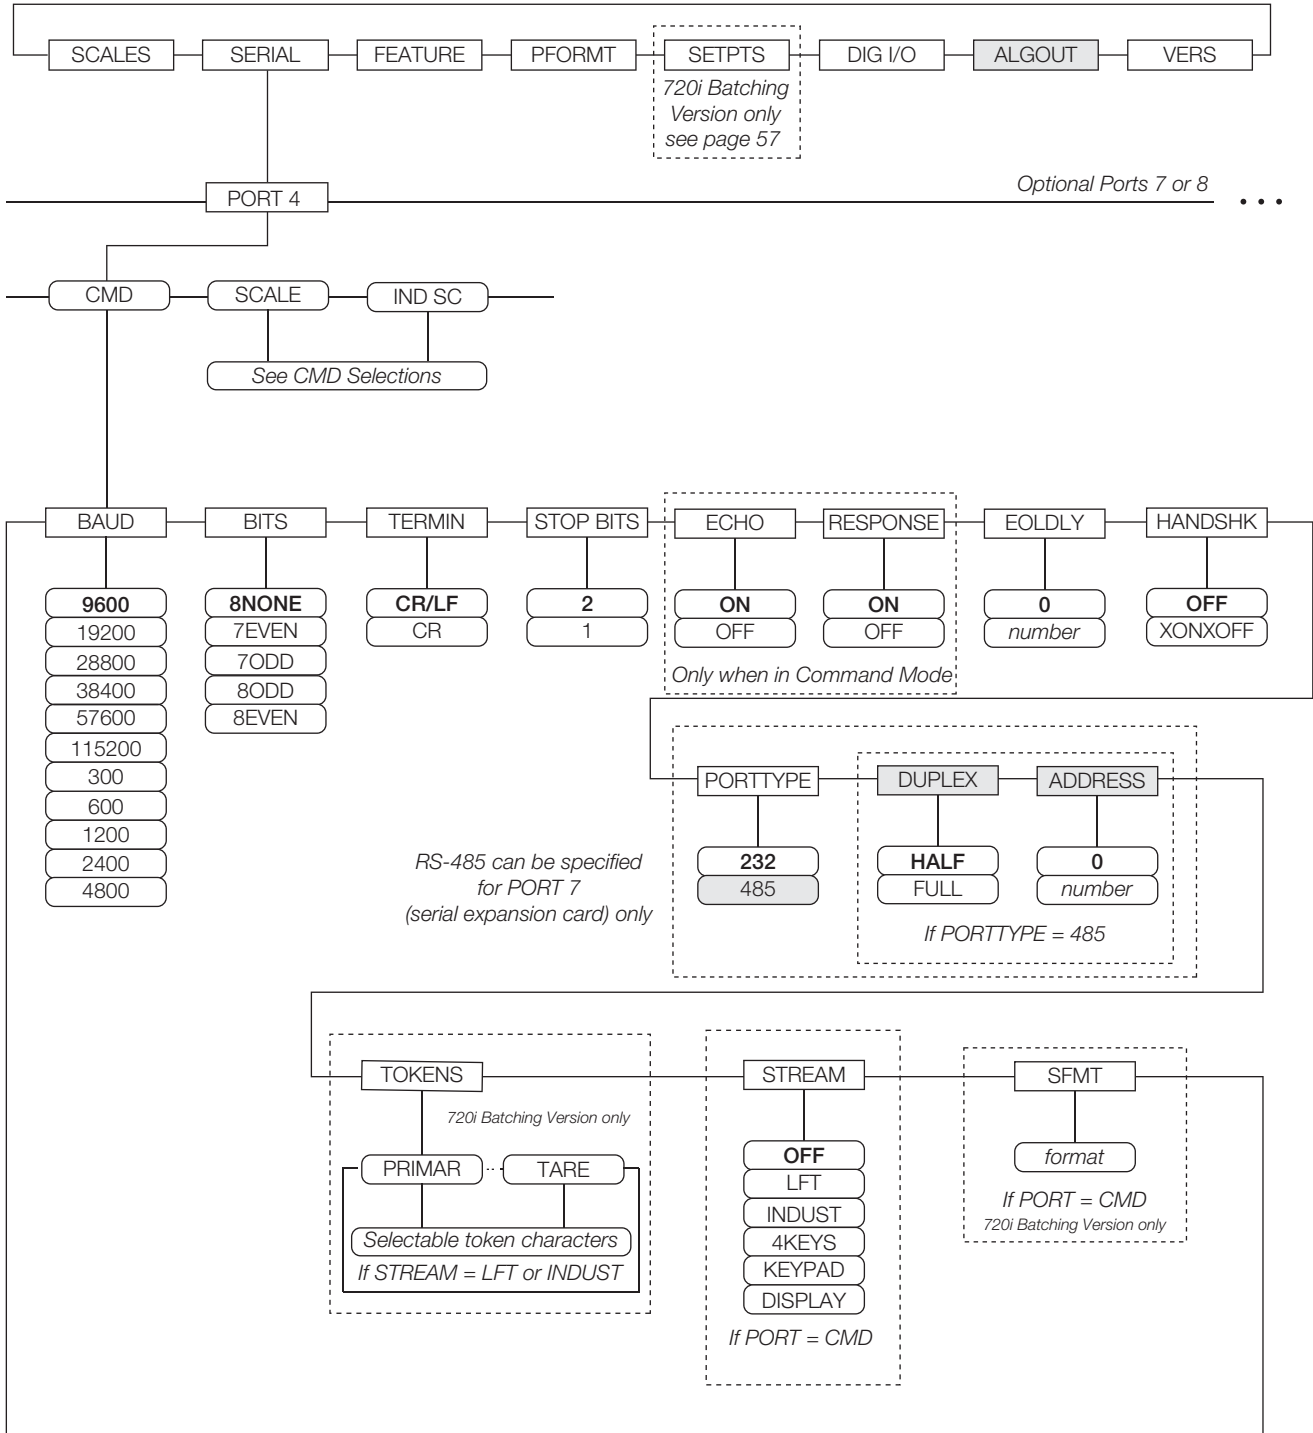 SCALES
SERIAL
FEATURE
PFORMT
SETPTS
DIG I/O
ALGOUT
VERS
720i Batching
Version only
see page 57
PORT 4
Optional Ports 7 or 8
• • •
CMD
SCALE
IND SC
See CMD Selections
BAUD
BITS
TERMIN
STOP BITS
ECHO
RESPONSE
EOLDLY
HANDSHK
9600
19200
28800
38400
57600
115200
300
600
1200
2400
4800
8NONE
7EVEN
7ODD
8ODD
8EVEN
CR/LF
CR
2
1
ON
OFF
ON
OFF
Only when in Command Mode
0
number
OFF
XONXOFF
PORTTYPE
DUPLEX
ADDRESS
232
485
HALF
FULL
0
number
If PORTTYPE = 485
RS-485 can be specified
for PORT 7
(serial expansion card) only
TOKENS
720i Batching Version only
PRIMAR
..
TARE
Selectable token characters
If STREAM = LFT or INDUST
STREAM
OFF
LFT
INDUST
4KEYS
KEYPAD
DISPLAY
If PORT = CMD
SFMT
format
If PORT = CMD
720i Batching Version only